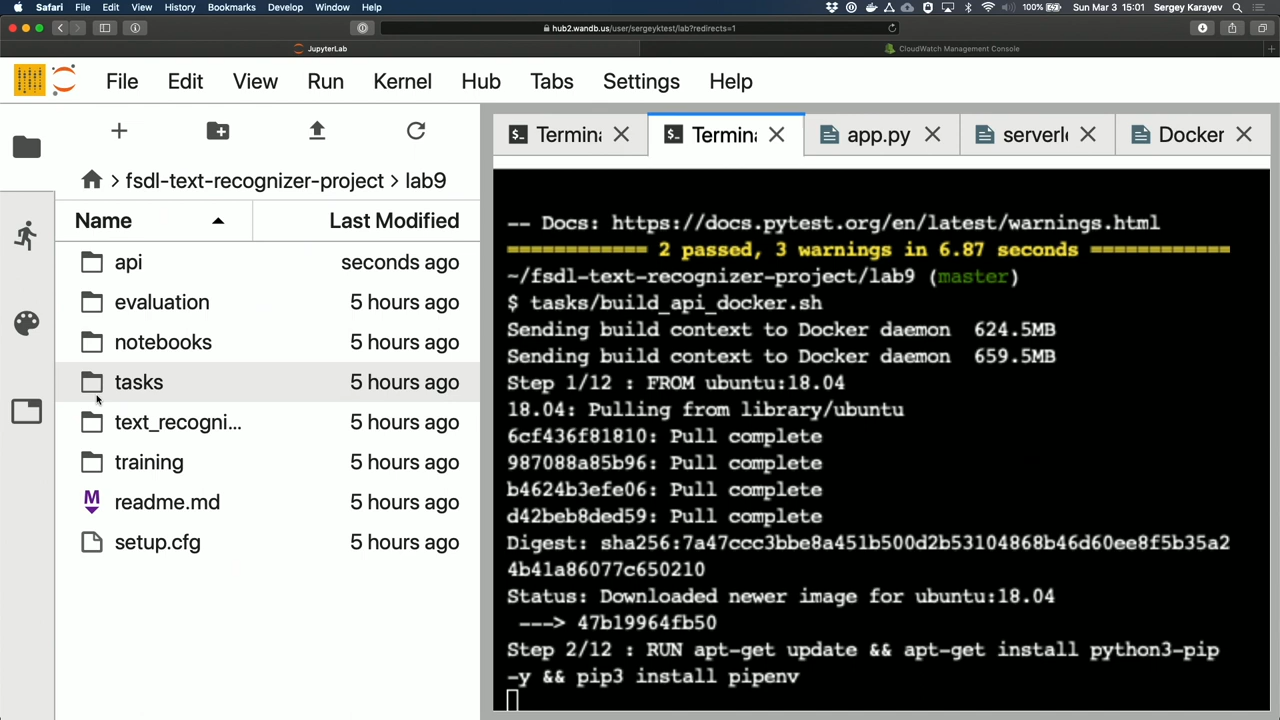 Safari File Edit View History Bookmarks Develop Window Help
100% Sun Mar 3 15:01 Sergey Karayev
hub2.wandb.us/user/sergeyktest/lab?redirects=1
JupyterLab
CloudWatch Management Console
File Edit View Run Kernel Hub Tabs Settings Help
Termina
Termina
app.py
serverle
Docker
> fsdl-text-recognizer-project > lab9
Name Last Modified
api seconds ago
evaluation 5 hours ago
notebooks 5 hours ago
tasks 5 hours ago
text_recogni... 5 hours ago
training 5 hours ago
readme.md 5 hours ago
setup.cfg 5 hours ago
-- Docs: https://docs.pytest.org/en/latest/warnings.html
============ 2 passed, 3 warnings in 6.87 seconds ============
~/fsdl-text-recognizer-project/lab9 (master)
$ tasks/build_api_docker.sh
Sending build context to Docker daemon 624.5MB
Sending build context to Docker daemon 659.5MB
Step 1/12 : FROM ubuntu:18.04
18.04: Pulling from library/ubuntu
6cf436f81810: Pull complete
987088a85b96: Pull complete
b4624b3efe06: Pull complete
d42beb8ded59: Pull complete
Digest: sha256:7a47ccc3bbe8a451b500d2b53104868b46d60ee8f5b35a2
4b41a86077c650210
Status: Downloaded newer image for ubuntu:18.04
---> 47b19964fb50
Step 2/12 : RUN apt-get update && apt-get install python3-pip
-y && pip3 install pipenv